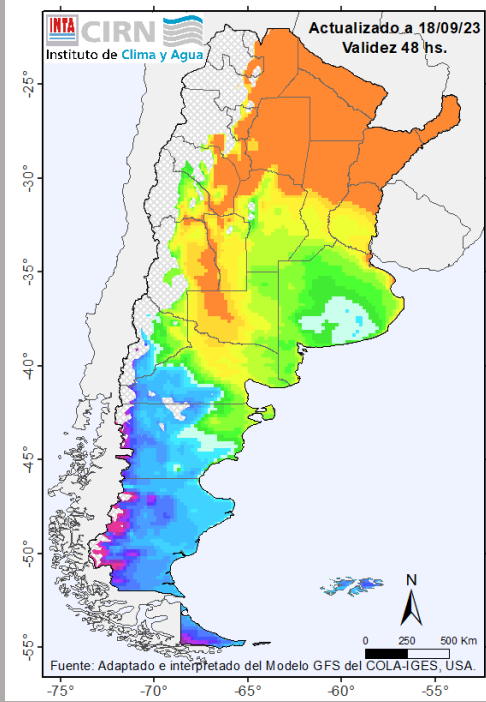 INTA CIRN
Instituto de Clima y Agua
Actualizado a 18/09/23
Validez 48 hs.
-25°
-30°
-35°
-40°
-45°
-50°
-55°
N
0 250 500 Km
Fuente: Adaptado e interpretado del Modelo GFS del COLA-IGES, USA.
-75° -70° -65° -60° -55°